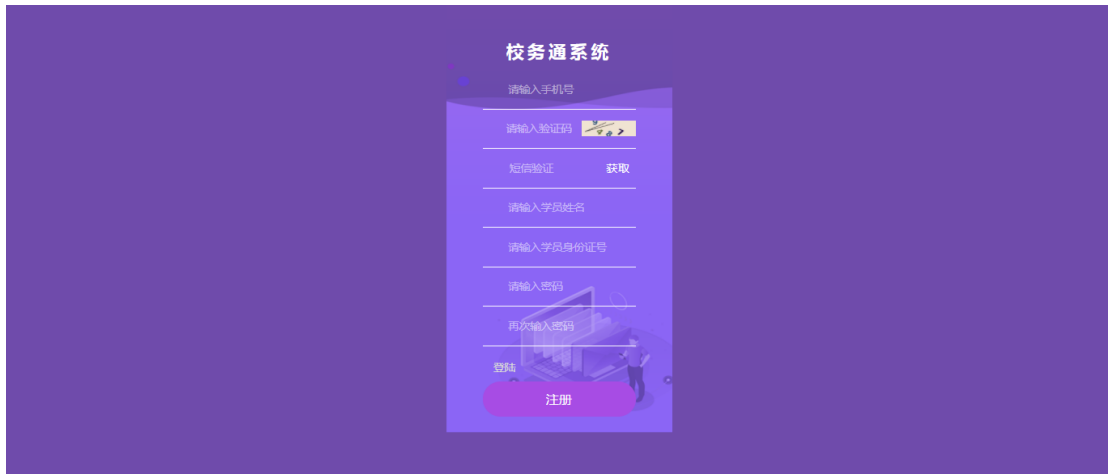 校务通系统
请输入手机号
请输入验证码
短信验证 获取
请输入学员姓名
请输入学员身份证号
请输入密码
再次输入密码
登陆
注册